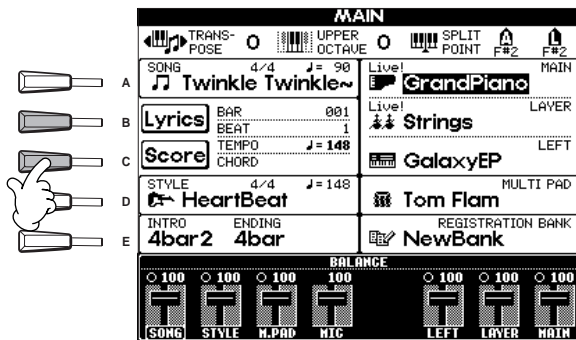 MAIN
TRANS-
POSE 0 UPPER
OCTAVE 0 SPLIT
POINT A
F#2 L
F#2
A
SONG 4/4 ♩= 90
Twinkle Twinkle~
Live! MAIN
GrandPiano
B
Lyrics BAR 001
BEAT 1
Live! LAYER
Strings
C
Score TEMPO ♩=148
CHORD
LEFT
GalaxyEP
D
STYLE 4/4 ♩=148
HeartBeat
MULTI PAD
Tom Flam
E
INTRO ENDING
4bar2 4bar
REGISTRATION BANK
NewBank
BALANCE
100 100 100 100 100 100 100
SONG STYLE M.PAD MIC LEFT LAYER MAIN